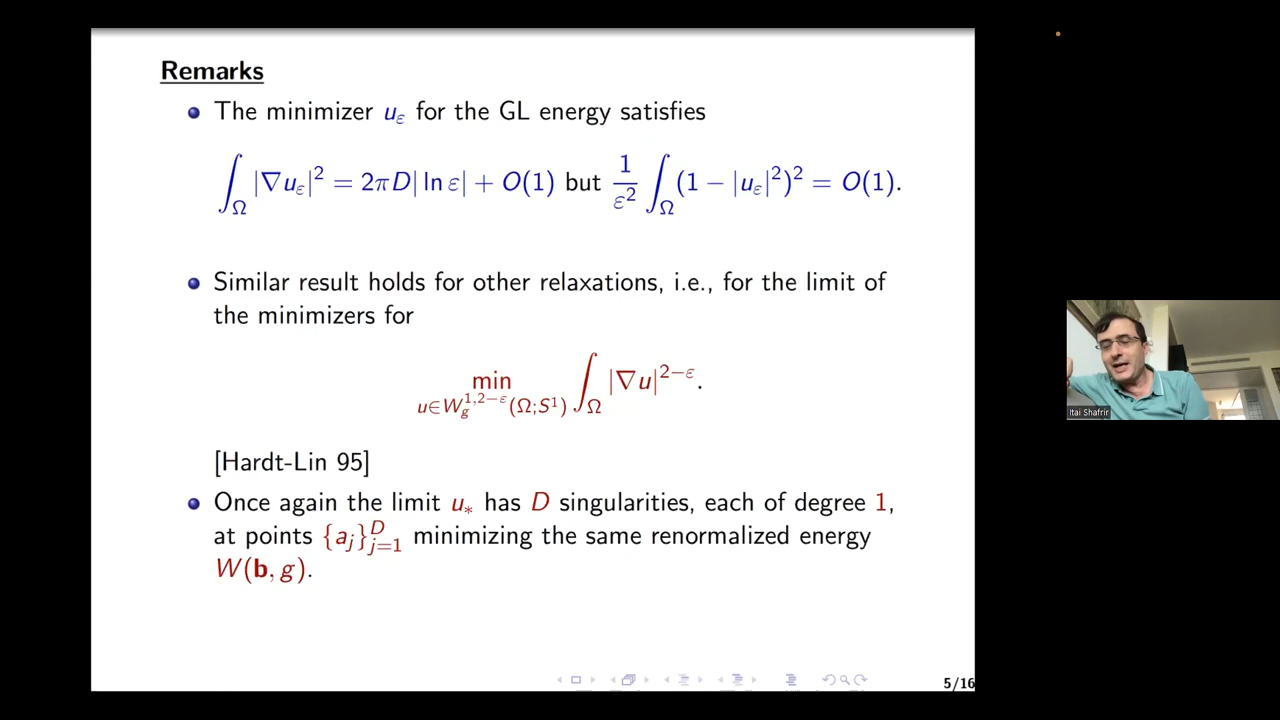 Remarks
The minimizer u_ε for the GL energy satisfies
∫_Ω |∇u_ε|² = 2πD| ln ε| + O(1) but 1/ε² ∫_Ω (1 − |u_ε|²)² = O(1).
Similar result holds for other relaxations, i.e., for the limit of
the minimizers for
min_{u∈W_g^{1,2−ε}(Ω;S¹)} ∫_Ω |∇u|^{2−ε}.
[Hardt-Lin 95]
Once again the limit u_* has D singularities, each of degree 1,
at points {a_j}_{j=1}^D minimizing the same renormalized energy
W(b, g).
Itai Shafrir
5/16